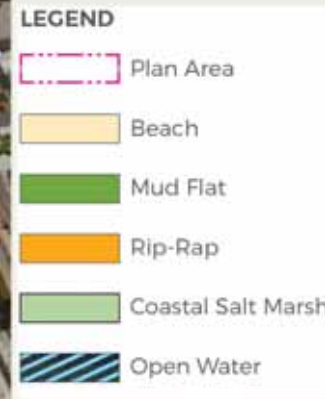 LEGEND
Plan Area
Beach
Mud Flat
Rip-Rap
Coastal Salt Marsh
Open Water